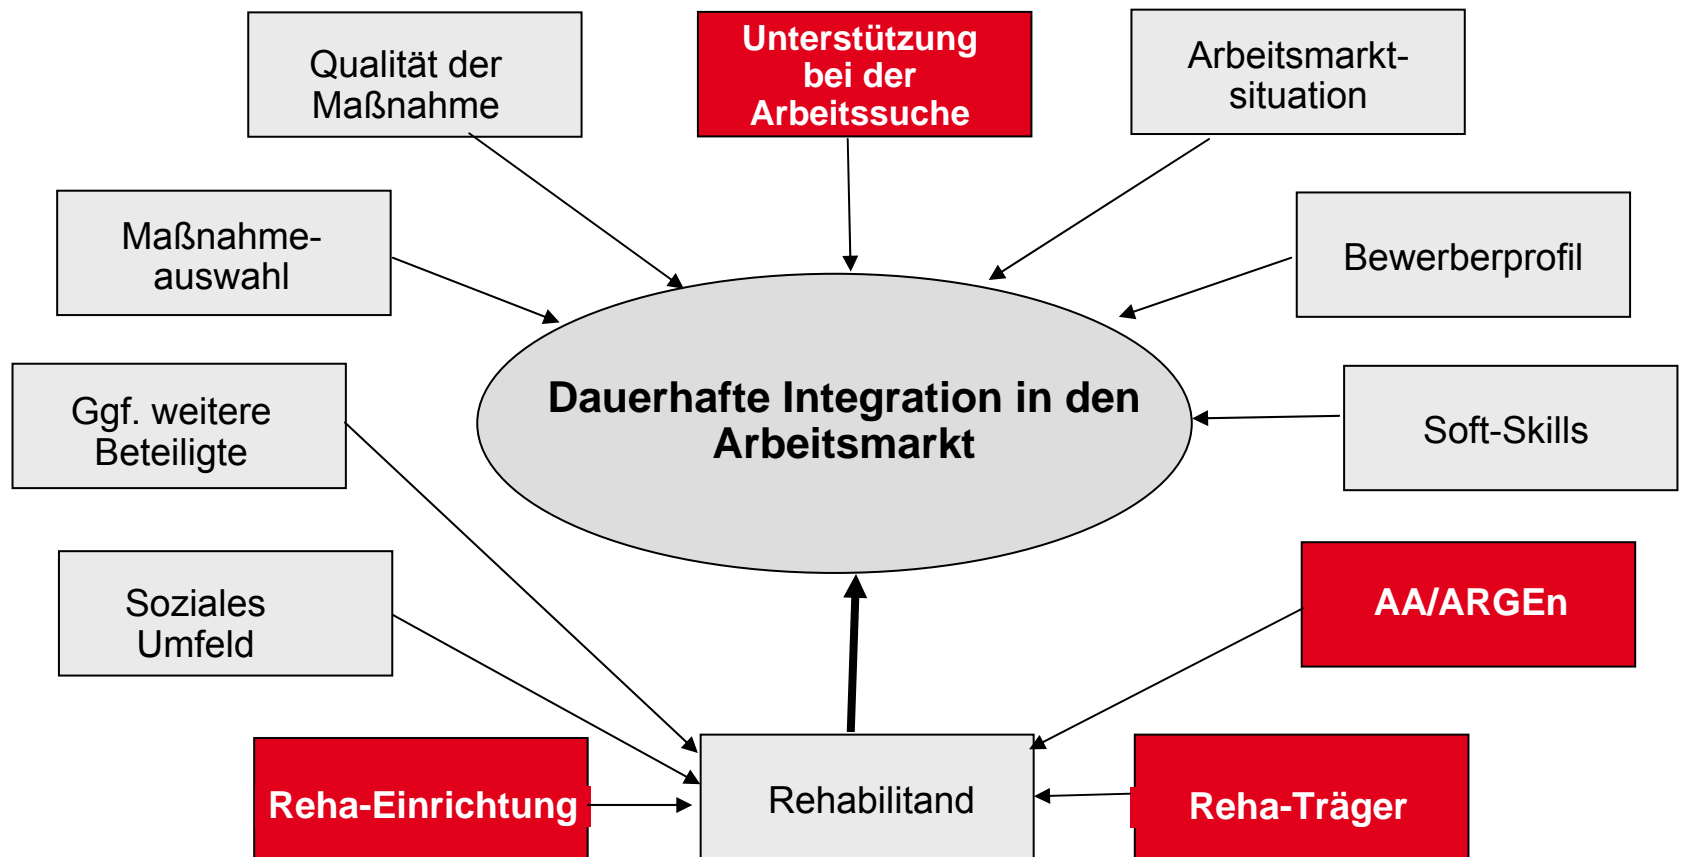 Qualität der
Maßnahme
Unterstützung
bei der
Arbeitssuche
Arbeitsmarkt-
situation
Maßnahme-
auswahl
Bewerberprofil
Ggf. weitere
Beteiligte
Dauerhafte Integration in den
Arbeitsmarkt
Soft-Skills
Soziales
Umfeld
AA/ARGEn
Reha-Einrichtung
Rehabilitand
Reha-Träger